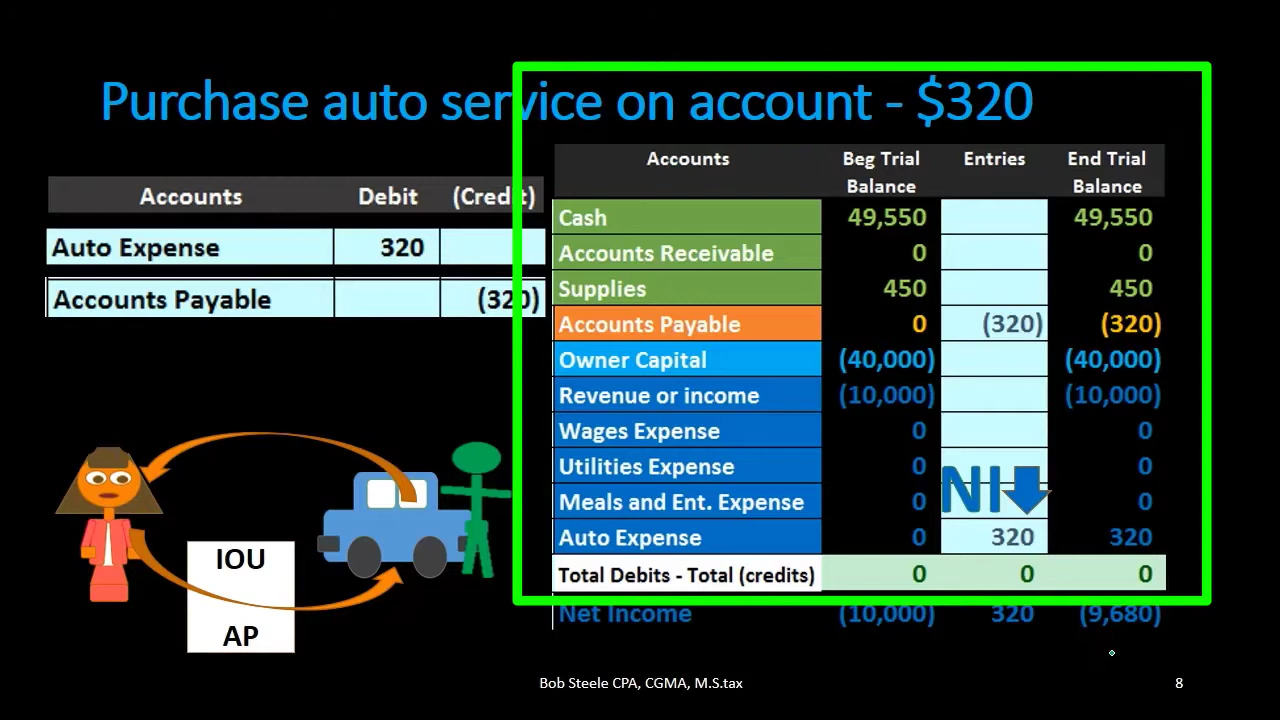 Purchase auto service on account - $320
Accounts Debit (Credit)
Auto Expense 320
Accounts Payable (320)
Accounts Beg Trial Balance Entries End Trial Balance
Cash 49,550 49,550
Accounts Receivable 0 0
Supplies 450 450
Accounts Payable 0 (320) (320)
Owner Capital (40,000) (40,000)
Revenue or income (10,000) (10,000)
Wages Expense 0 0
Utilities Expense 0 0
Meals and Ent. Expense 0 0
NI
Auto Expense 0 320 320
Total Debits - Total (credits) 0 0 0
Net Income (10,000) 320 (9,680)
IOU
AP
Bob Steele CPA, CGMA, M.S.tax
8